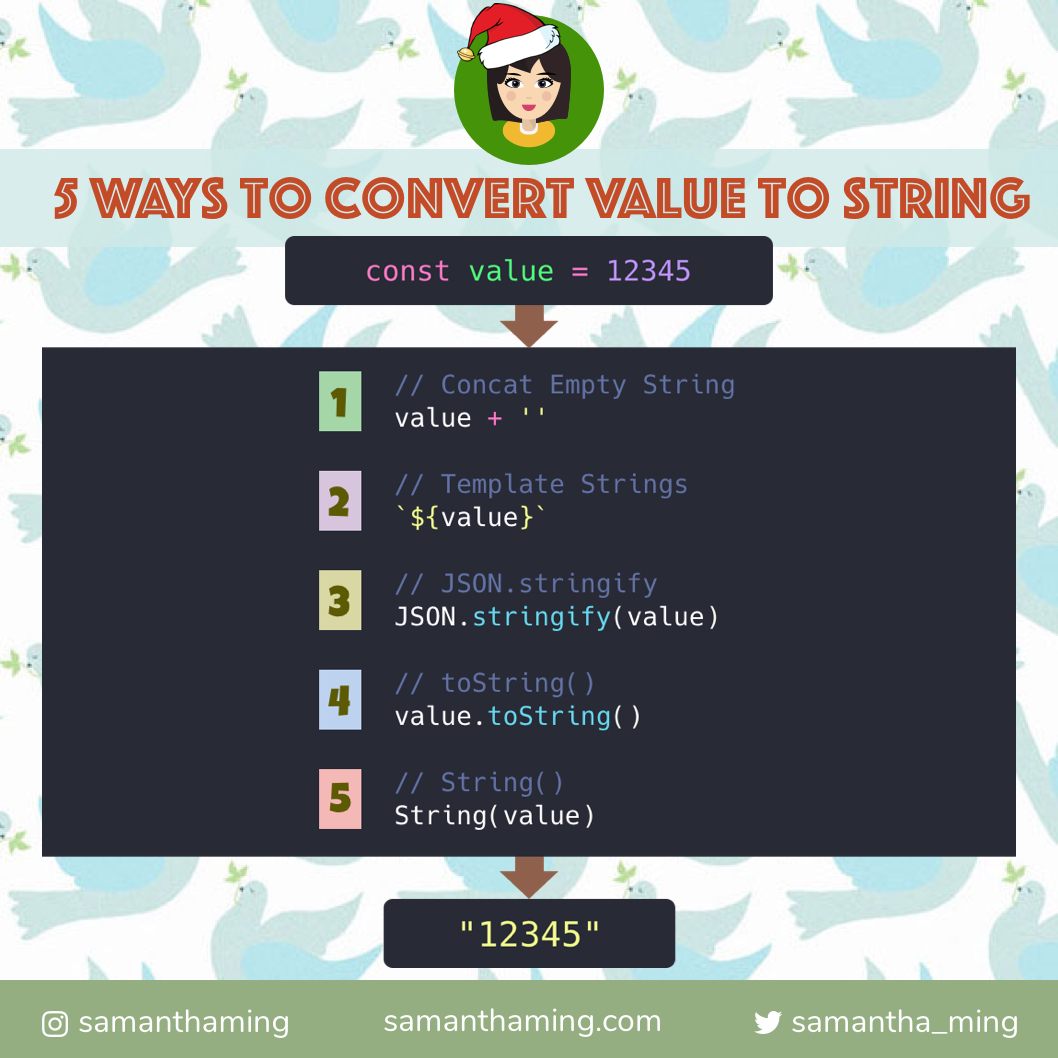 5 WAYS TO CONVERT VALUE TO STRING
const value = 12345
1
// Concat Empty String
value + ''
2
// Template Strings
`${value}`
3
// JSON.stringify
JSON.stringify(value)
4
// toString()
value.toString()
5
// String()
String(value)
"12345"
samanthaming samanthaming.com samantha_ming